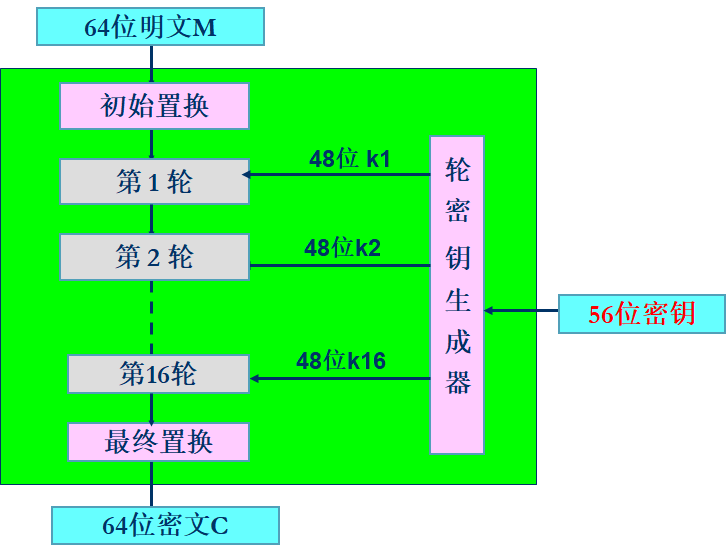 64位明文M
初始置换
第 1 轮
48位 k1
第 2 轮
48位k2
轮密钥生成器
56位密钥
第16轮
48位k16
最终置换
64位密文C